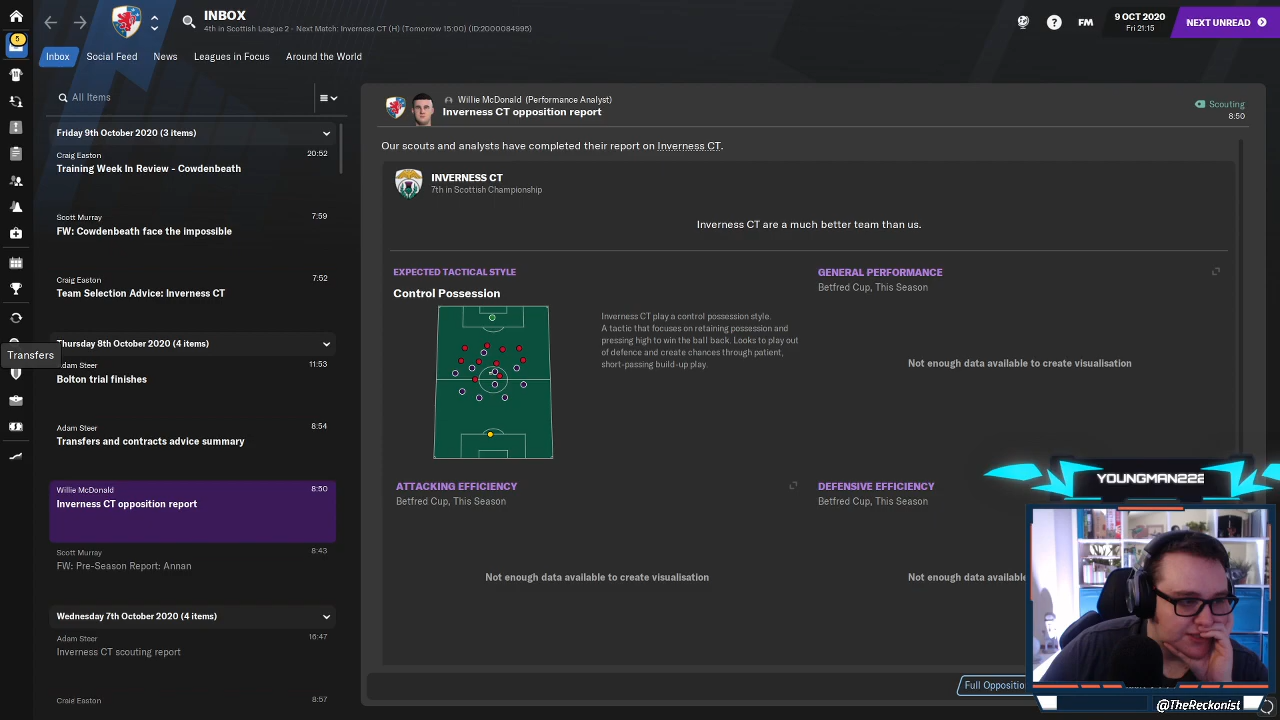 5
INBOX
4th in Scottish League 2 - Next Match: Inverness CT (H) (Tomorrow 15:00) (ID:2000084995)
FM
9 OCT 2020
Fri 21:15
NEXT UNREAD
Inbox
Social Feed
News
Leagues in Focus
Around the World
All Items
Friday 9th October 2020 (3 items)
Craig Easton
20:52
Training Week In Review - Cowdenbeath
Scott Murray
7:59
FW: Cowdenbeath face the impossible
Craig Easton
7:52
Team Selection Advice: Inverness CT
Thursday 8th October 2020 (4 items)
Transfers
Adam Steer
11:53
Bolton trial finishes
Adam Steer
8:54
Transfers and contracts advice summary
Willie McDonald
8:50
Inverness CT opposition report
Scott Murray
8:43
FW: Pre-Season Report: Annan
Wednesday 7th October 2020 (4 items)
Adam Steer
16:47
Inverness CT scouting report
Craig Easton
8:57
Willie McDonald (Performance Analyst)
Inverness CT opposition report
Scouting
8:50
Our scouts and analysts have completed their report on Inverness CT.
INVERNESS CT
7th in Scottish Championship
Inverness CT are a much better team than us.
EXPECTED TACTICAL STYLE
Control Possession
Inverness CT play a control possession style.
A tactic that focuses on retaining possession and
pressing high to win the ball back. Looks to play out
of defence and create chances through patient,
short-passing build-up play.
GENERAL PERFORMANCE
Betfred Cup, This Season
Not enough data available to create visualisation
ATTACKING EFFICIENCY
Betfred Cup, This Season
Not enough data available to create visualisation
DEFENSIVE EFFICIENCY
Betfred Cup, This Season
Not enough data available
Full Oppositio
YOUNGMAN222
@TheReckonist